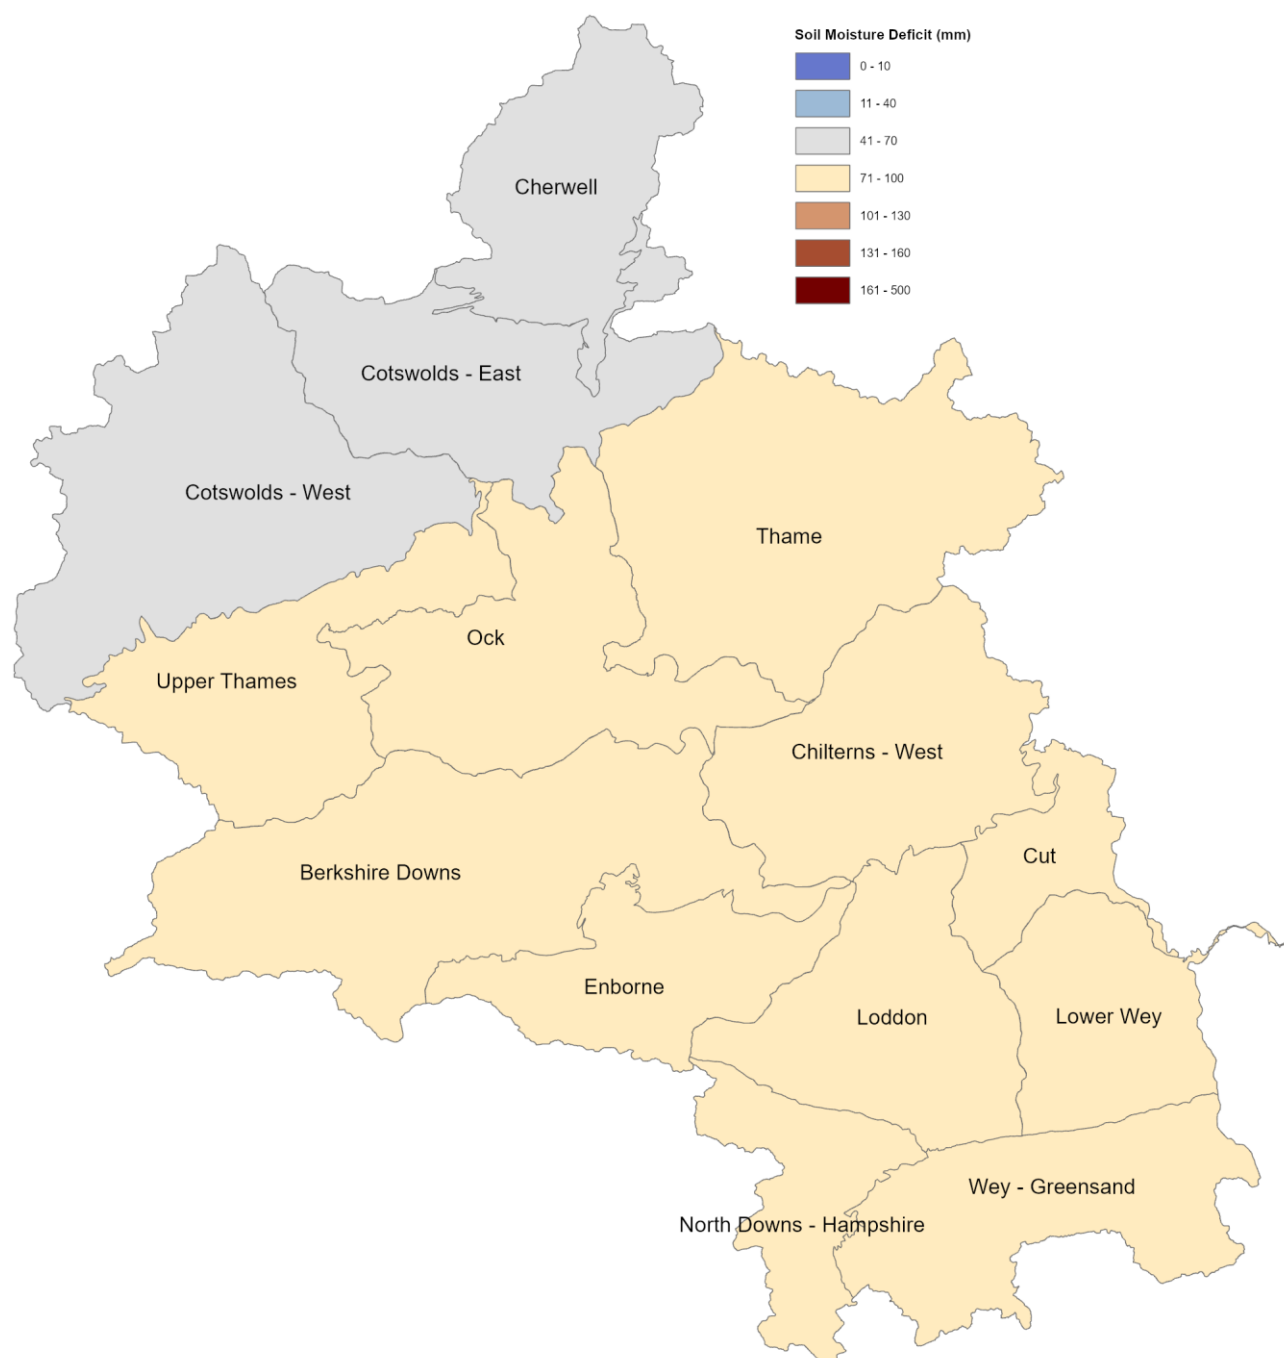 Soil Moisture Deficit (mm)
0 - 10
11 - 40
41 - 70
71 - 100
101 - 130
131 - 160
161 - 500
Cherwell
Cotswolds - East
Cotswolds - West
Thame
Ock
Upper Thames
Chilterns - West
Cut
Berkshire Downs
Enborne
Loddon
Lower Wey
Wey - Greensand
North Downs - Hampshire